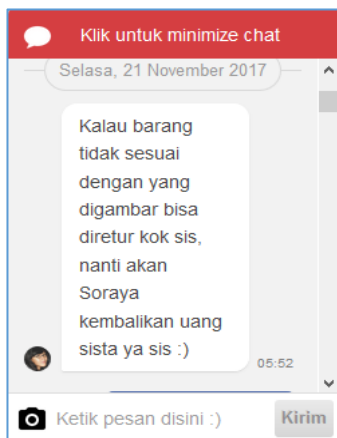 Klik untuk minimize chat
Selasa, 21 November 2017
Kalau barang
tidak sesuai
dengan yang
digambar bisa
diretur kok sis,
nanti akan
Soraya
kembalikan uang
sista ya sis :)
05:52
Ketik pesan disini :)
Kirim